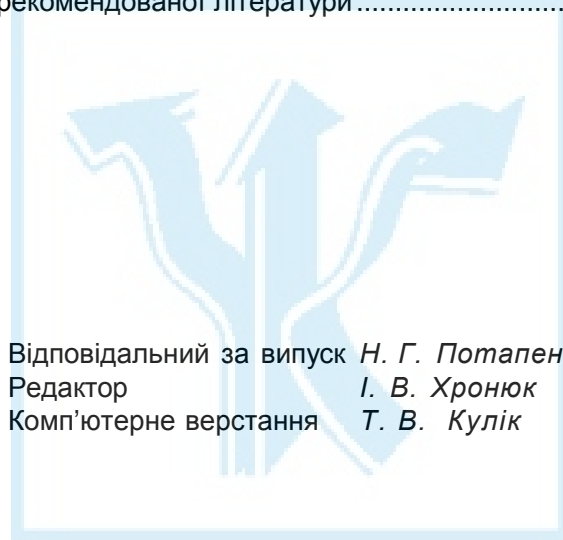 рекомендованої літератури............................
Відповідальний за випуск Н. Г. Потапен
Редактор І. В. Хронюк
Комп’ютерне верстання Т. В. Кулік